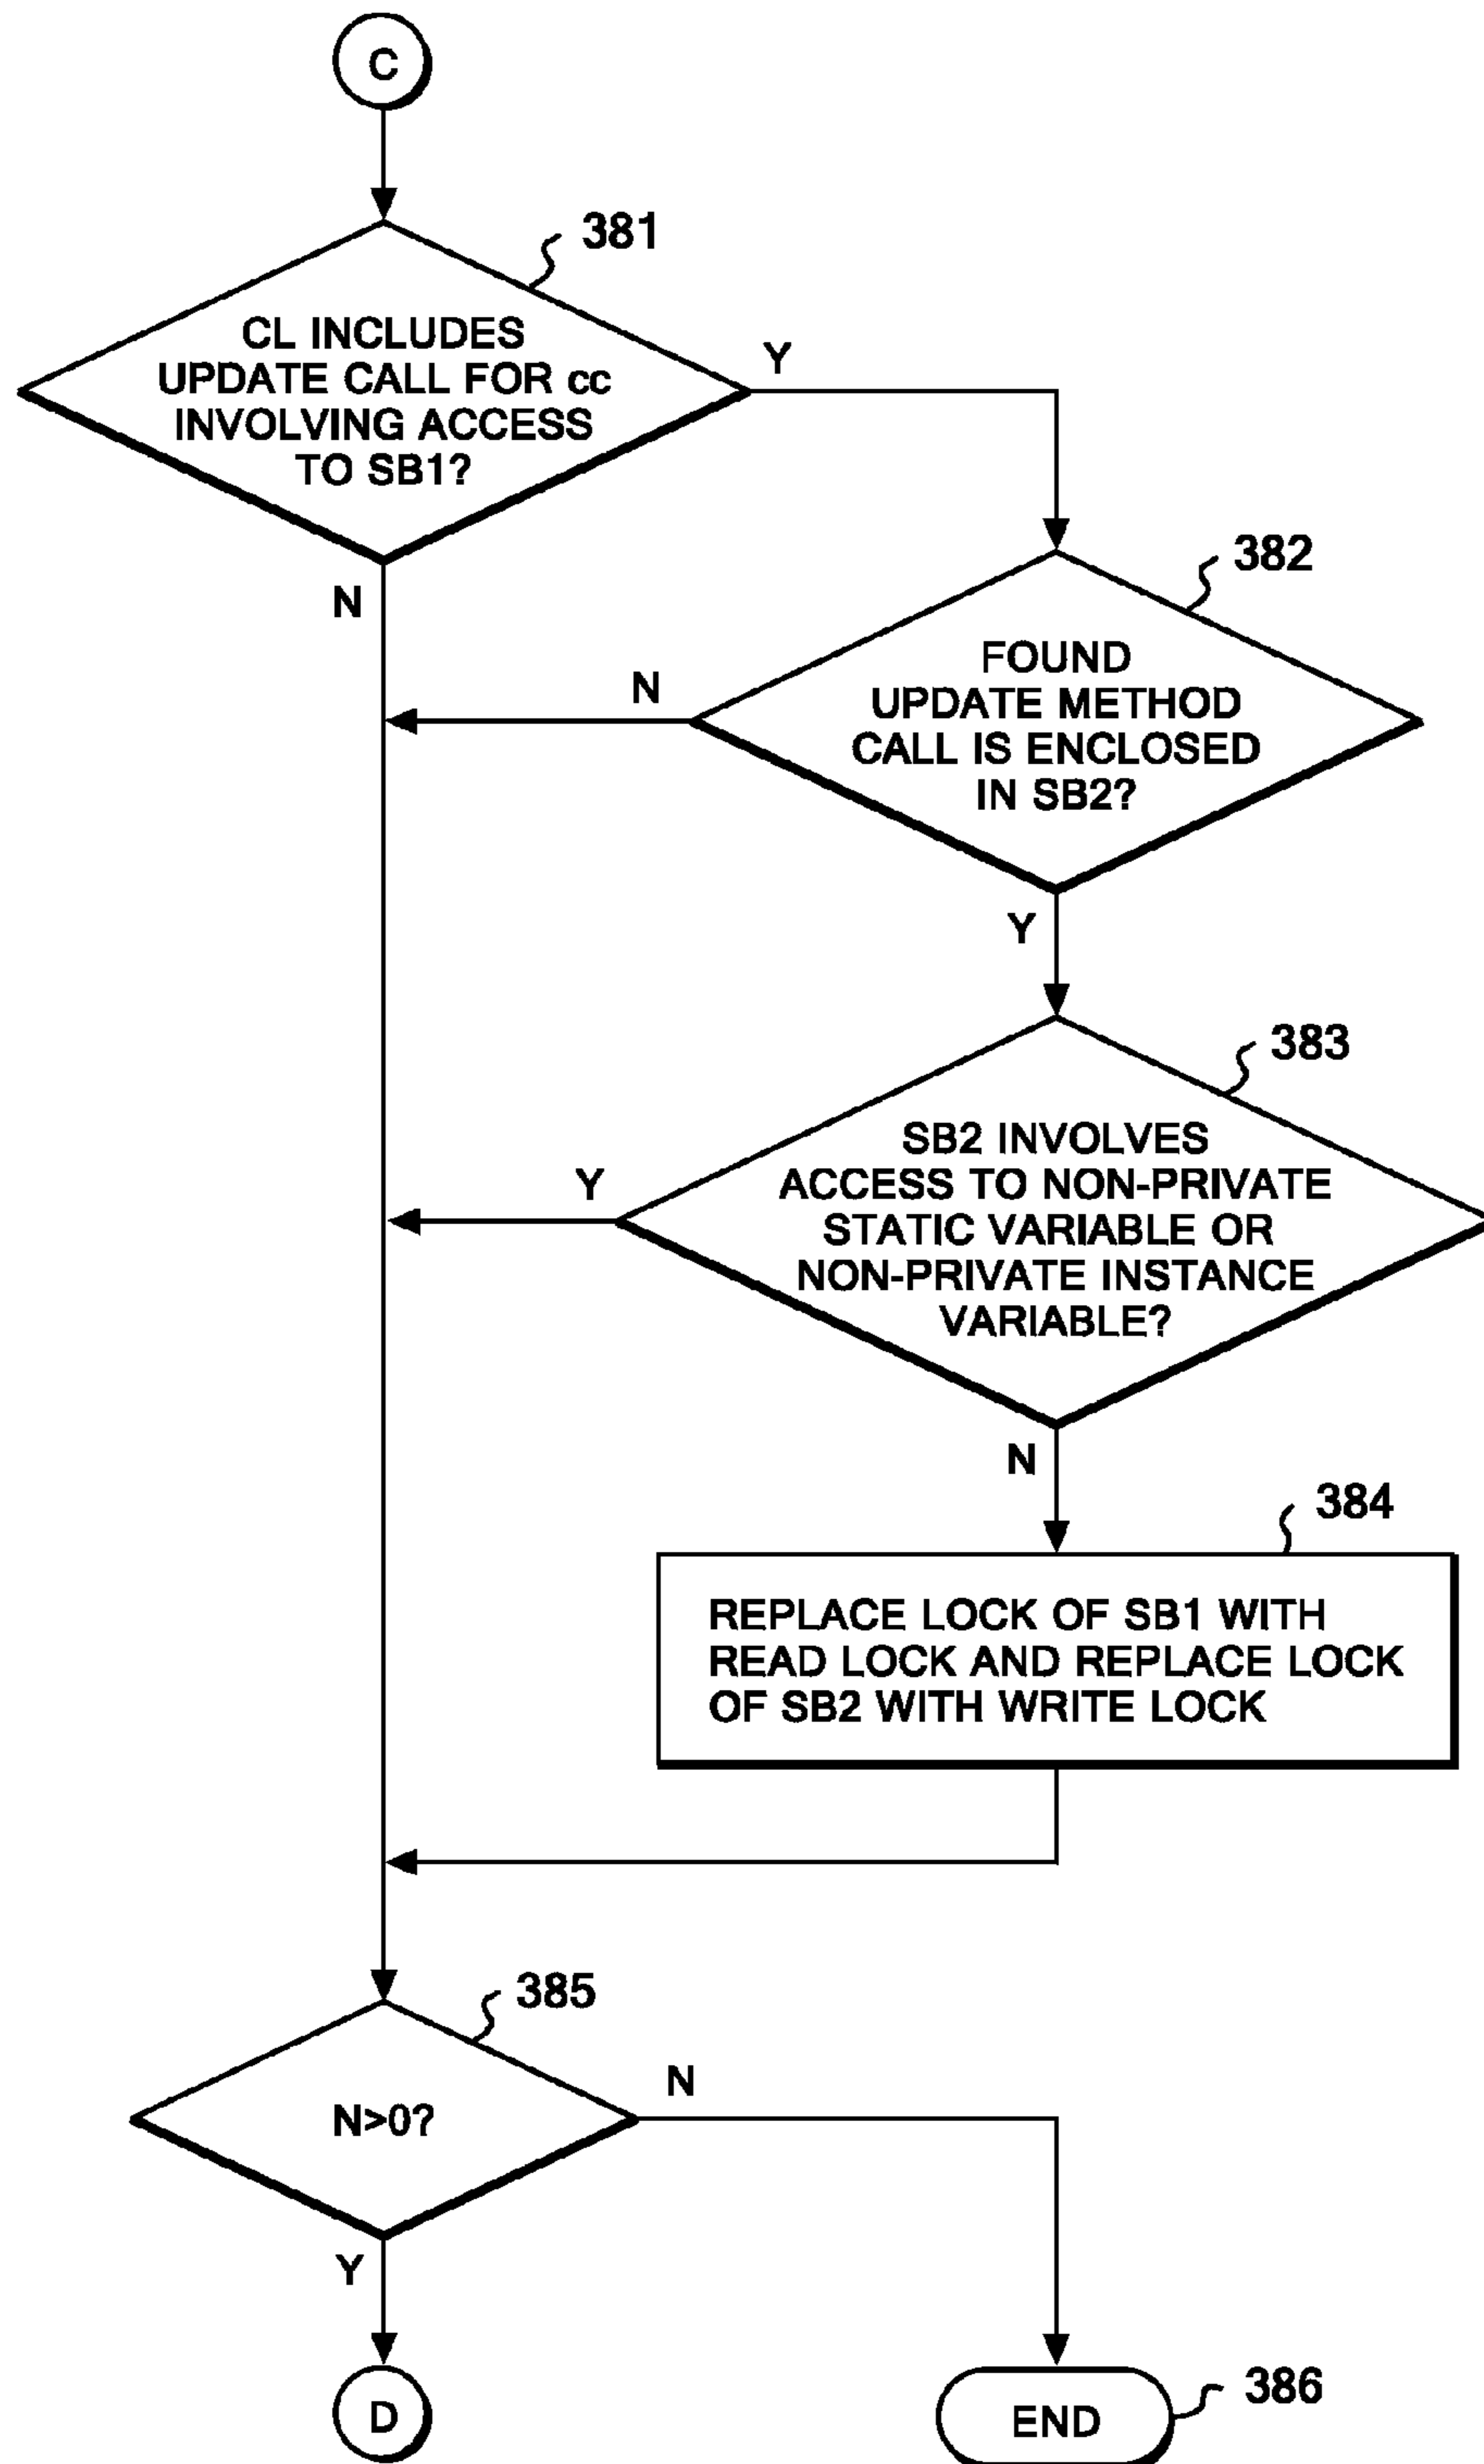 C
381
CL INCLUDES
UPDATE CALL FOR cc
INVOLVING ACCESS
TO SB1?
Y
N
382
FOUND
UPDATE METHOD
CALL IS ENCLOSED
IN SB2?
N
Y
383
SB2 INVOLVES
ACCESS TO NON-PRIVATE
STATIC VARIABLE OR
NON-PRIVATE INSTANCE
VARIABLE?
Y
N
384
REPLACE LOCK OF SB1 WITH
READ LOCK AND REPLACE LOCK
OF SB2 WITH WRITE LOCK
385
N>0?
N
Y
D
END
386